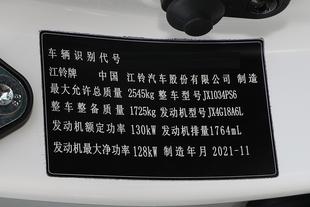 车辆识别代号
江铃牌 中国 江铃汽车股份有限公司 制造
最大允许总质量 2545kg 整车型号JX1034PS6
整车整备质量 1725kg 发动机型号JX4G18A6L
发动机额定功率 130kW 发动机排量1764mL
发动机最大净功率 128kW 制造年月 2021-11